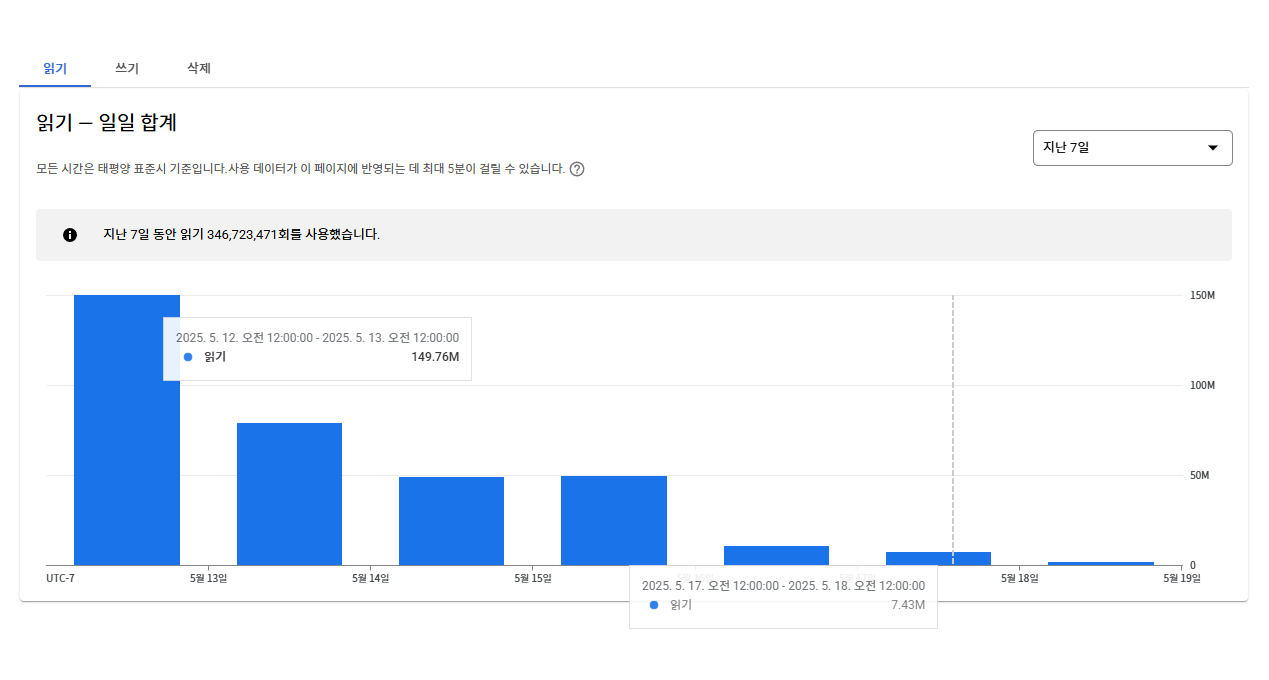 읽기 쓰기 삭제
읽기 — 일일 합계
지난 7일
모든 시간은 태평양 표준시 기준입니다.사용 데이터가 이 페이지에 반영되는 데 최대 5분이 걸릴 수 있습니다.
지난 7일 동안 읽기 346,723,471회를 사용했습니다.
150M
2025. 5. 12. 오전 12:00:00 - 2025. 5. 13. 오전 12:00:00
읽기 149.76M
100M
50M
0
UTC-7 5월 13일 5월 14일 5월 15일 5월 18일 5월 19일
2025. 5. 17. 오전 12:00:00 - 2025. 5. 18. 오전 12:00:00
읽기 7.43M